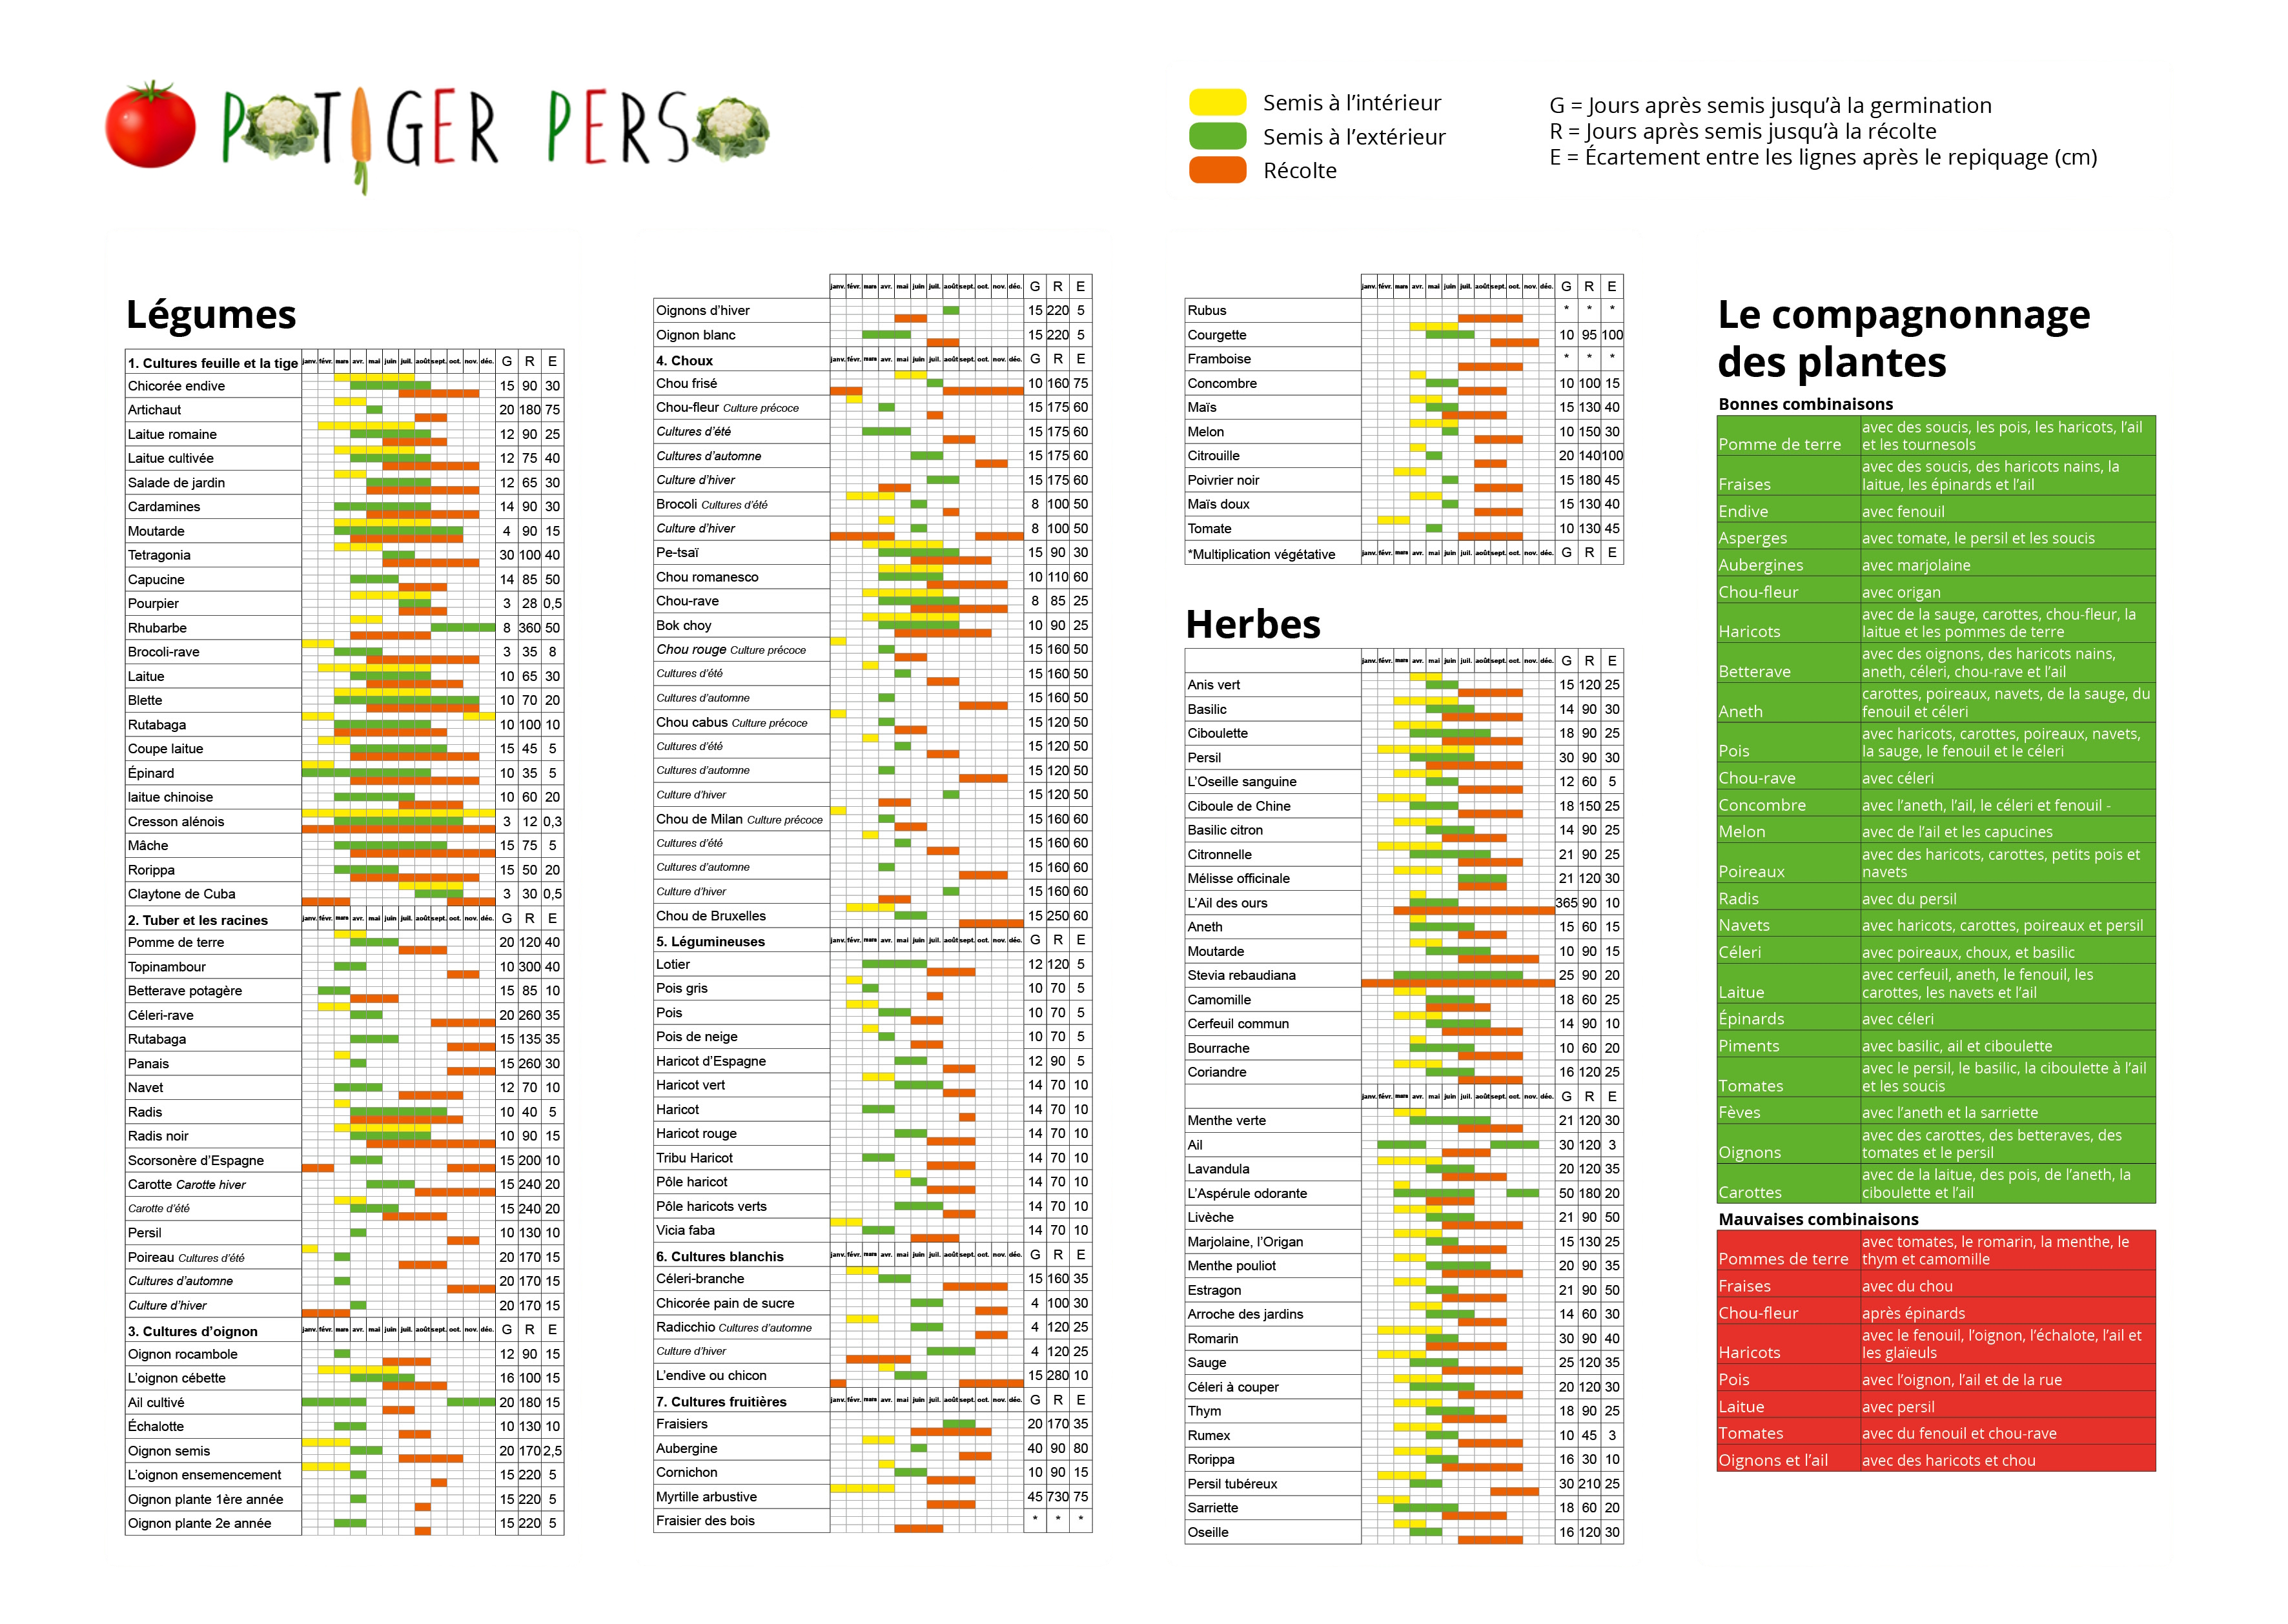 POTIGER PERSO
Semis à l'intérieur
Semis à l'extérieur
Récolte
G = Jours après semis jusqu'à la germination
R = Jours après semis jusqu'à la récolte
E = Écartement entre les lignes après le repiquage (cm)
Légumes
1. Cultures feuille et la tige janv. févr. mars avr. mai juin juil. août sept. oct. nov. déc. G R E
Chicorée endive 15 90 30
Artichaut 20 180 75
Laitue romaine 12 90 25
Laitue cultivée 12 75 40
Salade de jardin 12 65 30
Cardamines 14 90 30
Moutarde 4 90 15
Tetragonia 30 100 40
Capucine 14 85 50
Pourpier 3 28 0,5
Rhubarbe 8 360 50
Brocoli-rave 3 35 8
Laitue 10 65 30
Blette 10 70 20
Rutabaga 10 100 10
Coupe laitue 15 45 5
Épinard 10 35 5
laitue chinoise 10 60 20
Cresson alénois 3 12 0,3
Mâche 15 75 5
Rorippa 15 50 20
Claytone de Cuba 3 30 0,5
2. Tuber et les racines janv. févr. mars avr. mai juin juil. août sept. oct. nov. déc. G R E
Pomme de terre 20 120 40
Topinambour 10 300 40
Betterave potagère 15 85 10
Céleri-rave 20 260 35
Rutabaga 15 135 35
Panais 15 260 30
Navet 12 70 10
Radis 10 40 5
Radis noir 10 90 15
Scorsonère d'Espagne 15 200 10
Carotte Carotte hiver 15 240 20
Carotte d'été 15 240 20
Persil 10 130 10
Poireau Cultures d'été 20 170 15
Cultures d'automne 20 170 15
Culture d'hiver 20 170 15
3. Cultures d'oignon janv. févr. mars avr. mai juin juil. août sept. oct. nov. déc. G R E
Oignon rocambole 12 90 15
L'oignon cébette 16 100 15
Ail cultivé 20 180 15
Échalotte 10 130 10
Oignon semis 20 170 2,5
L'oignon ensemencement 15 220 5
Oignon plante 1ère année 15 220 5
Oignon plante 2e année 15 220 5
janv. févr. mars avr. mai juin juil. août sept. oct. nov. déc. G R E
Oignons d'hiver 15 220 5
Oignon blanc 15 220 5
4. Choux janv. févr. mars avr. mai juin juil. août sept. oct. nov. déc. G R E
Chou frisé 10 160 75
Chou-fleur Culture précoce 15 175 60
Cultures d'été 15 175 60
Cultures d'automne 15 175 60
Culture d'hiver 15 175 60
Brocoli Cultures d'été 8 100 50
Culture d'hiver 8 100 50
Pe-tsaï 15 90 30
Chou romanesco 10 110 60
Chou-rave 8 85 25
Bok choy 10 90 25
Chou rouge Culture précoce 15 160 50
Cultures d'été 15 160 50
Cultures d'automne 15 160 50
Chou cabus Culture précoce 15 120 50
Cultures d'été 15 120 50
Cultures d'automne 15 120 50
Culture d'hiver 15 120 50
Chou de Milan Culture précoce 15 160 60
Cultures d'été 15 160 60
Cultures d'automne 15 160 60
Culture d'hiver 15 160 60
Chou de Bruxelles 15 250 60
5. Légumineuses janv. févr. mars avr. mai juin juil. août sept. oct. nov. déc. G R E
Lotier 12 120 5
Pois gris 10 70 5
Pois 10 70 5
Pois de neige 10 70 5
Haricot d'Espagne 12 90 5
Haricot vert 14 70 10
Haricot 14 70 10
Haricot rouge 14 70 10
Tribu Haricot 14 70 10
Pôle haricot 14 70 10
Pôle haricots verts 14 70 10
Vicia faba 14 70 10
6. Cultures blanchis janv. févr. mars avr. mai juin juil. août sept. oct. nov. déc. G R E
Céleri-branche 15 160 35
Chicorée pain de sucre 4 100 30
Radicchio Cultures d'automne 4 120 25
Culture d'hiver 4 120 25
L'endive ou chicon 15 280 10
7. Cultures fruitières janv. févr. mars avr. mai juin juil. août sept. oct. nov. déc. G R E
Fraisiers 20 170 35
Aubergine 40 90 80
Cornichon 10 90 15
Myrtille arbustive 45 730 75
Fraisier des bois * * *
janv. févr. mars avr. mai juin juil. août sept. oct. nov. déc. G R E
Rubus * * *
Courgette 10 95 100
Framboise * * *
Concombre 10 100 15
Maïs 15 130 40
Melon 10 150 30
Citrouille 20 140 100
Poivrier noir 15 180 45
Maïs doux 15 130 40
Tomate 10 130 45
*Multiplication végétative janv. févr. mars avr. mai juin juil. août sept. oct. nov. déc. G R E
Herbes
janv. févr. mars avr. mai juin juil. août sept. oct. nov. déc. G R E
Anis vert 15 120 25
Basilic 14 90 30
Ciboulette 18 90 25
Persil 30 90 30
L'Oseille sanguine 12 60 5
Ciboule de Chine 18 150 25
Basilic citron 14 90 25
Citronnelle 21 90 25
Mélisse officinale 21 120 30
L'Ail des ours 365 90 10
Aneth 15 60 15
Moutarde 10 90 15
Stevia rebaudiana 25 90 20
Camomille 18 60 25
Cerfeuil commun 14 90 10
Bourrache 10 60 20
Coriandre 16 120 25
janv. févr. mars avr. mai juin juil. août sept. oct. nov. déc. G R E
Menthe verte 21 120 30
Ail 30 120 3
Lavandula 20 120 35
L'Aspérule odorante 50 180 20
Livèche 21 90 50
Marjolaine, l'Origan 15 130 25
Menthe pouliot 20 90 35
Estragon 21 90 50
Arroche des jardins 14 60 30
Romarin 30 90 40
Sauge 25 120 35
Céleri à couper 20 120 30
Thym 18 90 25
Rumex 10 45 3
Rorippa 16 30 10
Persil tubéreux 30 210 25
Sarriette 18 60 20
Oseille 16 120 30
Le compagnonnage
des plantes
Bonnes combinaisons
avec des soucis, les pois, les haricots, l'ail
Pomme de terre et les tournesols
avec des soucis, des haricots nains, la
Fraises laitue, les épinards et l'ail
Endive avec fenouil
Asperges avec tomate, le persil et les soucis
Aubergines avec marjolaine
Chou-fleur avec origan
avec de la sauge, carottes, chou-fleur, la
Haricots laitue et les pommes de terre
avec des oignons, des haricots nains,
Betterave aneth, céleri, chou-rave et l'ail
carottes, poireaux, navets, de la sauge, du
Aneth fenouil et céleri
avec haricots, carottes, poireaux, navets,
Pois la sauge, le fenouil et le céleri
Chou-rave avec céleri
Concombre avec l'aneth, l'ail, le céleri et fenouil -
Melon avec de l'ail et les capucines
avec des haricots, carottes, petits pois et
Poireaux navets
Radis avec du persil
Navets avec haricots, carottes, poireaux et persil
Céleri avec poireaux, choux, et basilic
avec cerfeuil, aneth, le fenouil, les
Laitue carottes, les navets et l'ail
Épinards avec céleri
Piments avec basilic, ail et ciboulette
avec le persil, le basilic, la ciboulette à l'ail
Tomates et les soucis
Fèves avec l'aneth et la sarriette
avec des carottes, des betteraves, des
Oignons tomates et le persil
avec de la laitue, des pois, de l'aneth, la
Carottes ciboulette et l'ail
Mauvaises combinaisons
avec tomates, le romarin, la menthe, le
Pommes de terre thym et camomille
Fraises avec du chou
Chou-fleur après épinards
avec le fenouil, l'oignon, l'échalote, l'ail et
Haricots les glaïeuls
Pois avec l'oignon, l'ail et de la rue
Laitue avec persil
Tomates avec du fenouil et chou-rave
Oignons et l'ail avec des haricots et chou